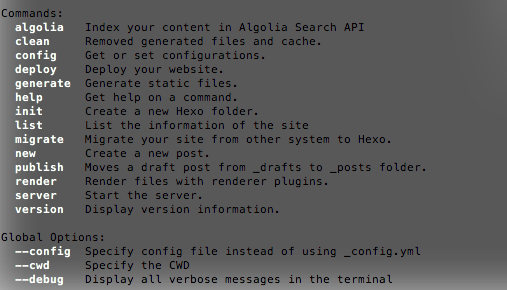 Commands:
algolia Index your content in Algolia Search API
clean Removed generated files and cache.
config Get or set configurations.
deploy Deploy your website.
generate Generate static files.
help Get help on a command.
init Create a new Hexo folder.
list List the information of the site
migrate Migrate your site from other system to Hexo.
new Create a new post.
publish Moves a draft post from _drafts to _posts folder.
render Render files with renderer plugins.
server Start the server.
version Display version information.
Global Options:
--config Specify config file instead of using _config.yml
--cwd Specify the CWD
--debug Display all verbose messages in the terminal